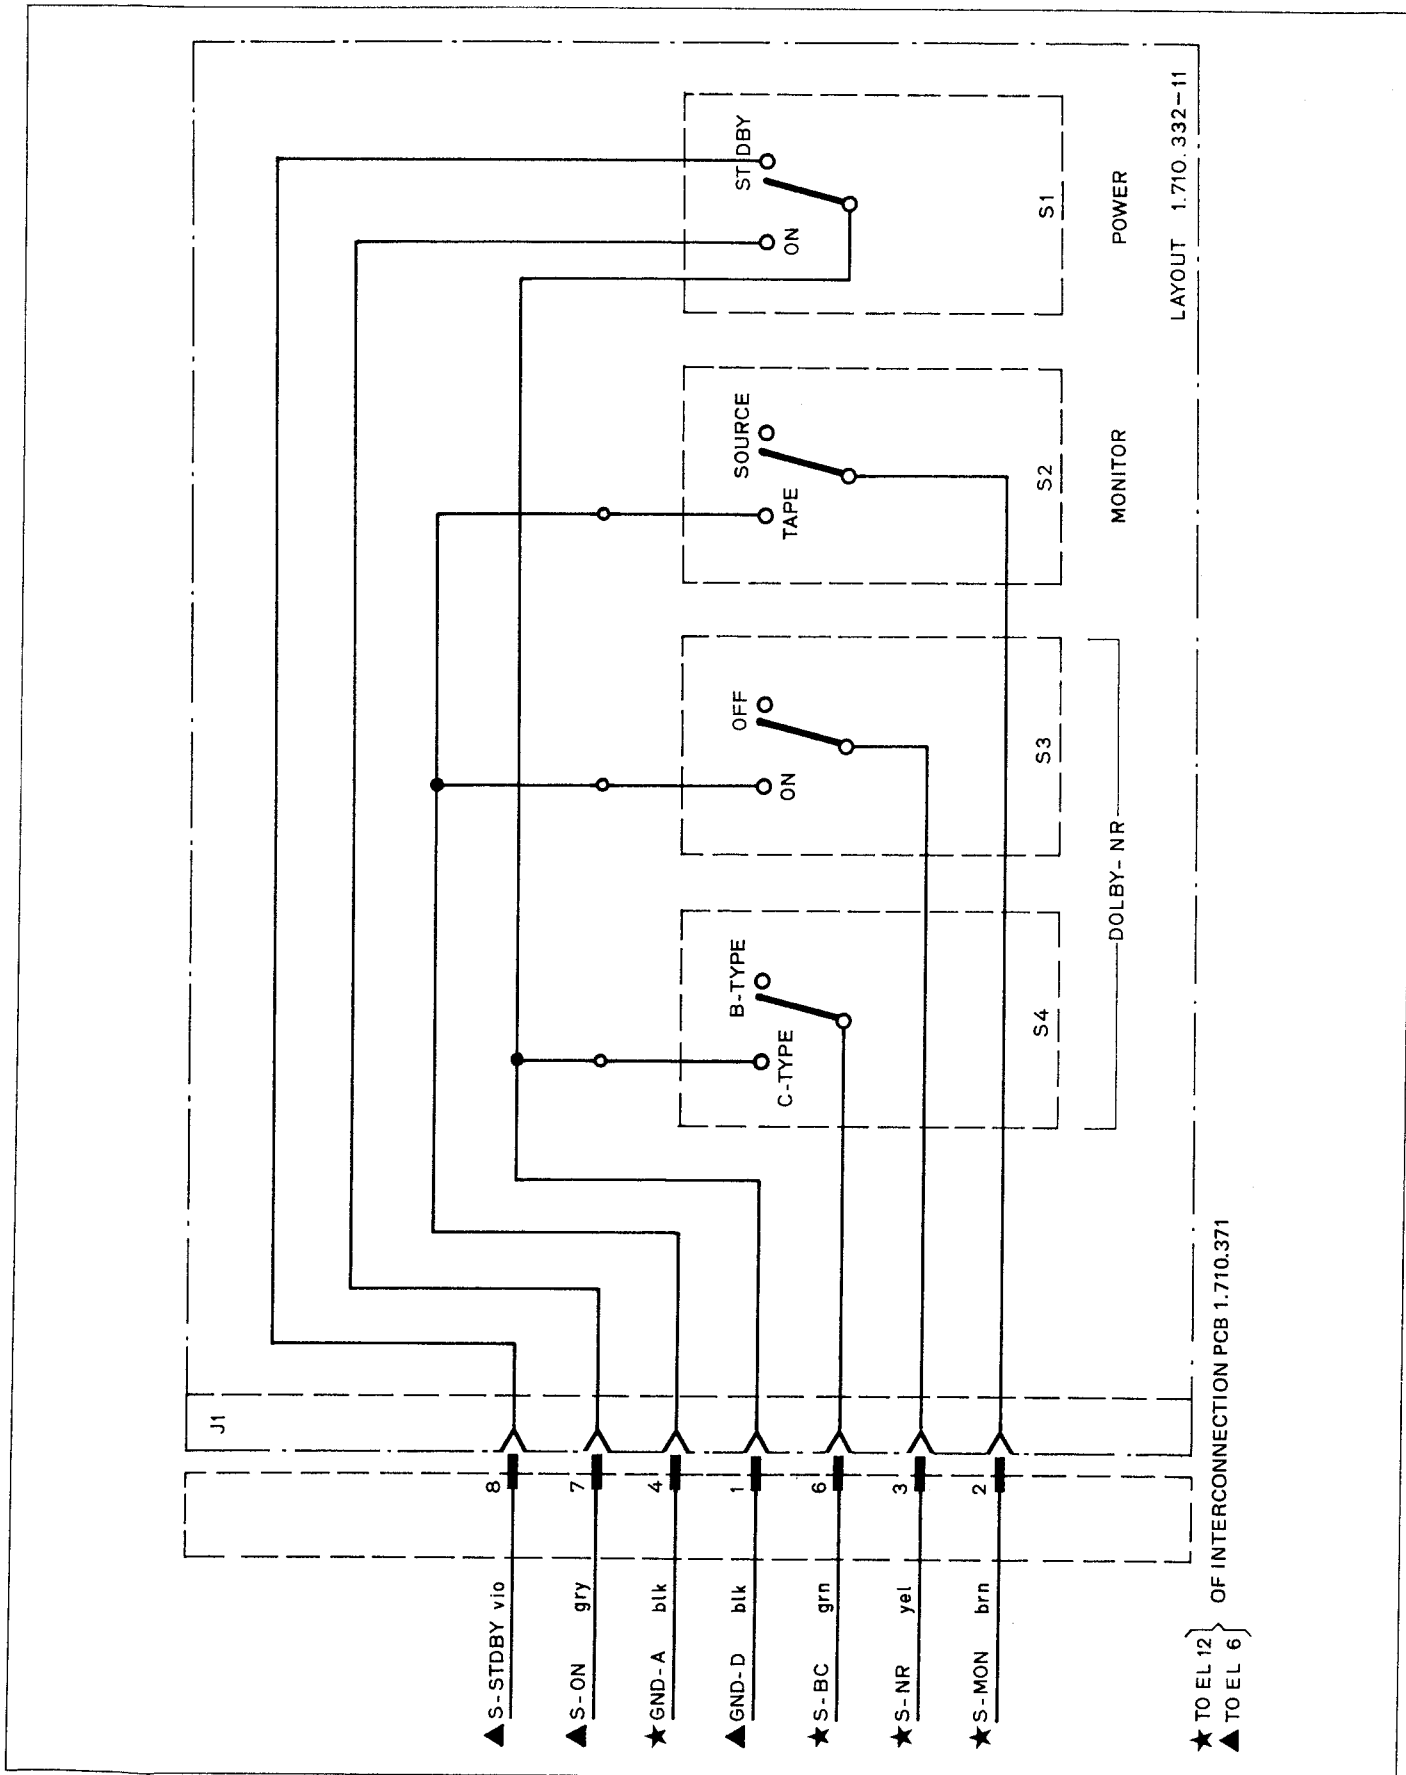 ▲ S-STDBY vio 8
▲ S-ON gry 7
★ GND-A blk 4
▲ GND-D blk 1
★ S-BC grn 6
★ S-NR yel 3
★ S-MON brn 2
J1
C-TYPE
B-TYPE
S4
ON
OFF
S3
DOLBY-NR
TAPE
SOURCE
S2
MONITOR
ON
ST DBY
S1
POWER
LAYOUT 1.710.332-11
★ TO EL 12
▲ TO EL 6
OF INTERCONNECTION PCB 1.710.371